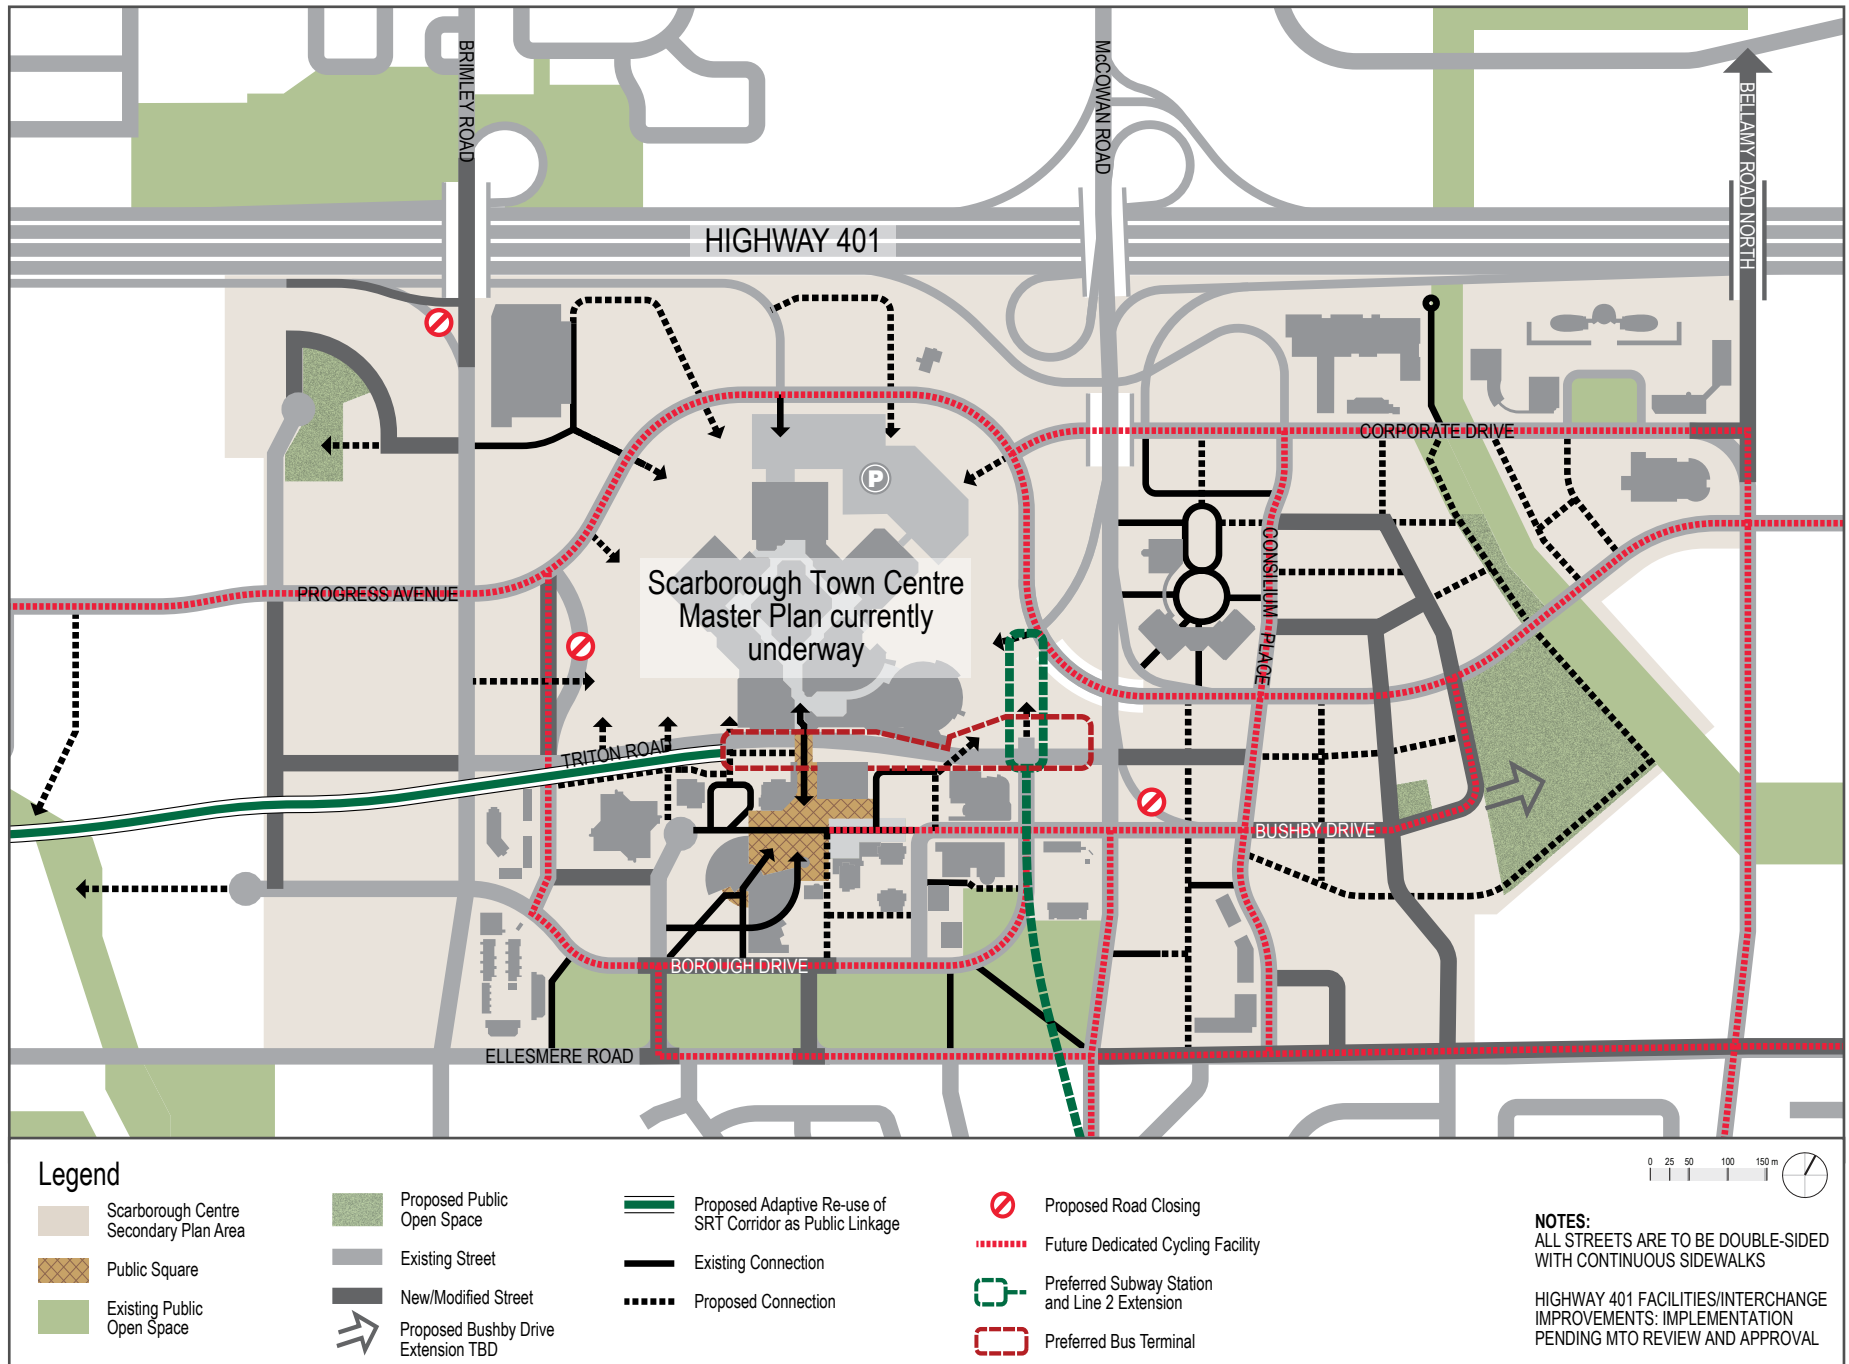 BRIMLEY ROAD
McCOWAN ROAD
BELLAMY ROAD NORTH
HIGHWAY 401
CORPORATE DRIVE
P
CONSILIUM PLACE
Scarborough Town Centre
Master Plan currently
underway
PROGRESS AVENUE
TRITON ROAD
BUSHBY DRIVE
BOROUGH DRIVE
ELLESMERE ROAD
Legend
Scarborough Centre
Secondary Plan Area
Public Square
Existing Public
Open Space
Proposed Public
Open Space
Existing Street
New/Modified Street
Proposed Bushby Drive
Extension TBD
Proposed Adaptive Re-use of
SRT Corridor as Public Linkage
Existing Connection
Proposed Connection
Proposed Road Closing
Future Dedicated Cycling Facility
Preferred Subway Station
and Line 2 Extension
Preferred Bus Terminal
0 25 50 100 150 m
NOTES:
ALL STREETS ARE TO BE DOUBLE-SIDED
WITH CONTINUOUS SIDEWALKS
HIGHWAY 401 FACILITIES/INTERCHANGE
IMPROVEMENTS: IMPLEMENTATION
PENDING MTO REVIEW AND APPROVAL